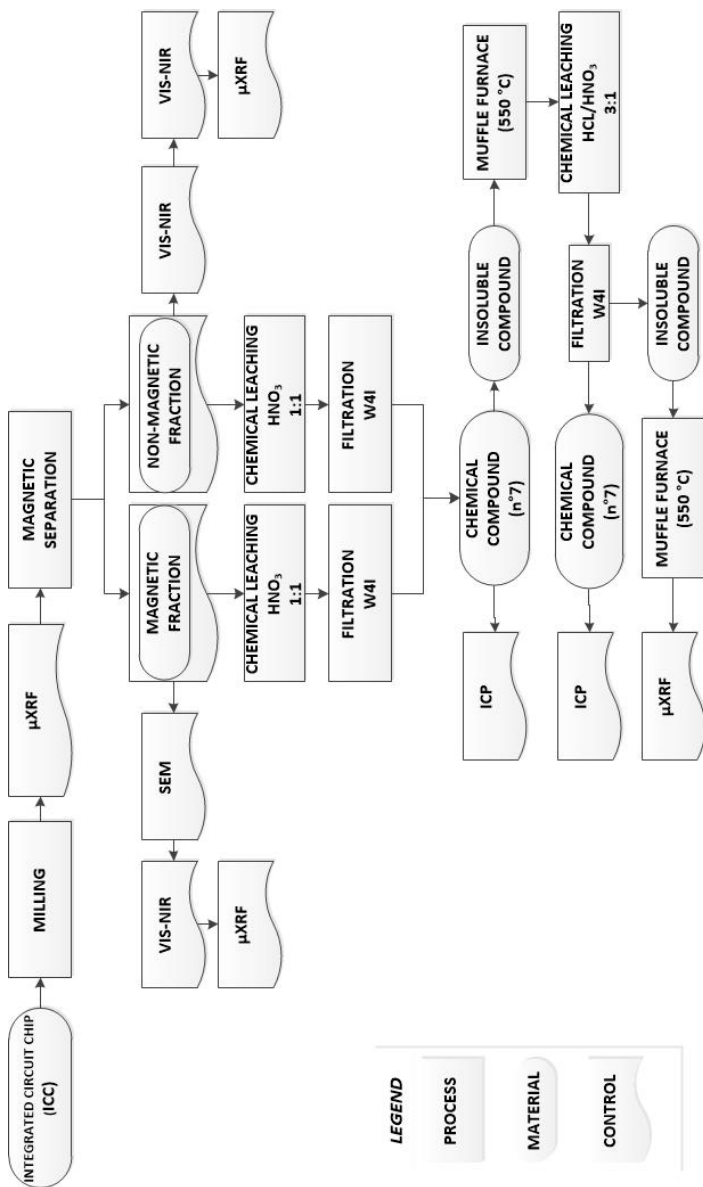 INTEGRATED CIRCUIT CHIP
(ICC)
MILLING
µXRF
MAGNETIC
SEPARATION
VIS-NIR
µXRF
SEM
MAGNETIC
FRACTION
NON-MAGNETIC
FRACTION
VIS-NIR
VIS-NIR
µXRF
CHEMICAL LEACHING
HNO₃
1:1
CHEMICAL LEACHING
HNO₃
1:1
FILTRATION
W4I
FILTRATION
W4I
ICP
CHEMICAL
COMPOUND
(n°7)
INSOLUBLE
COMPOUND
MUFFLE FURNACE
(550 °C)
ICP
CHEMICAL
COMPOUND
(n°7)
FILTRATION
W4I
CHEMICAL LEACHING
HCL/HNO₃
3:1
µXRF
MUFFLE FURNACE
(550 °C)
INSOLUBLE
COMPOUND
LEGEND
PROCESS
MATERIAL
CONTROL